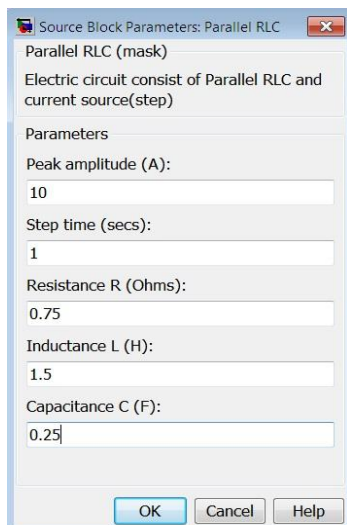 Source Block Parameters: Parallel RLC
Parallel RLC (mask)
Electric circuit consist of Parallel RLC and
current source(step)
Parameters
Peak amplitude (A):
10
Step time (secs):
1
Resistance R (Ohms):
0.75
Inductance L (H):
1.5
Capacitance C (F):
0.25
OK Cancel Help